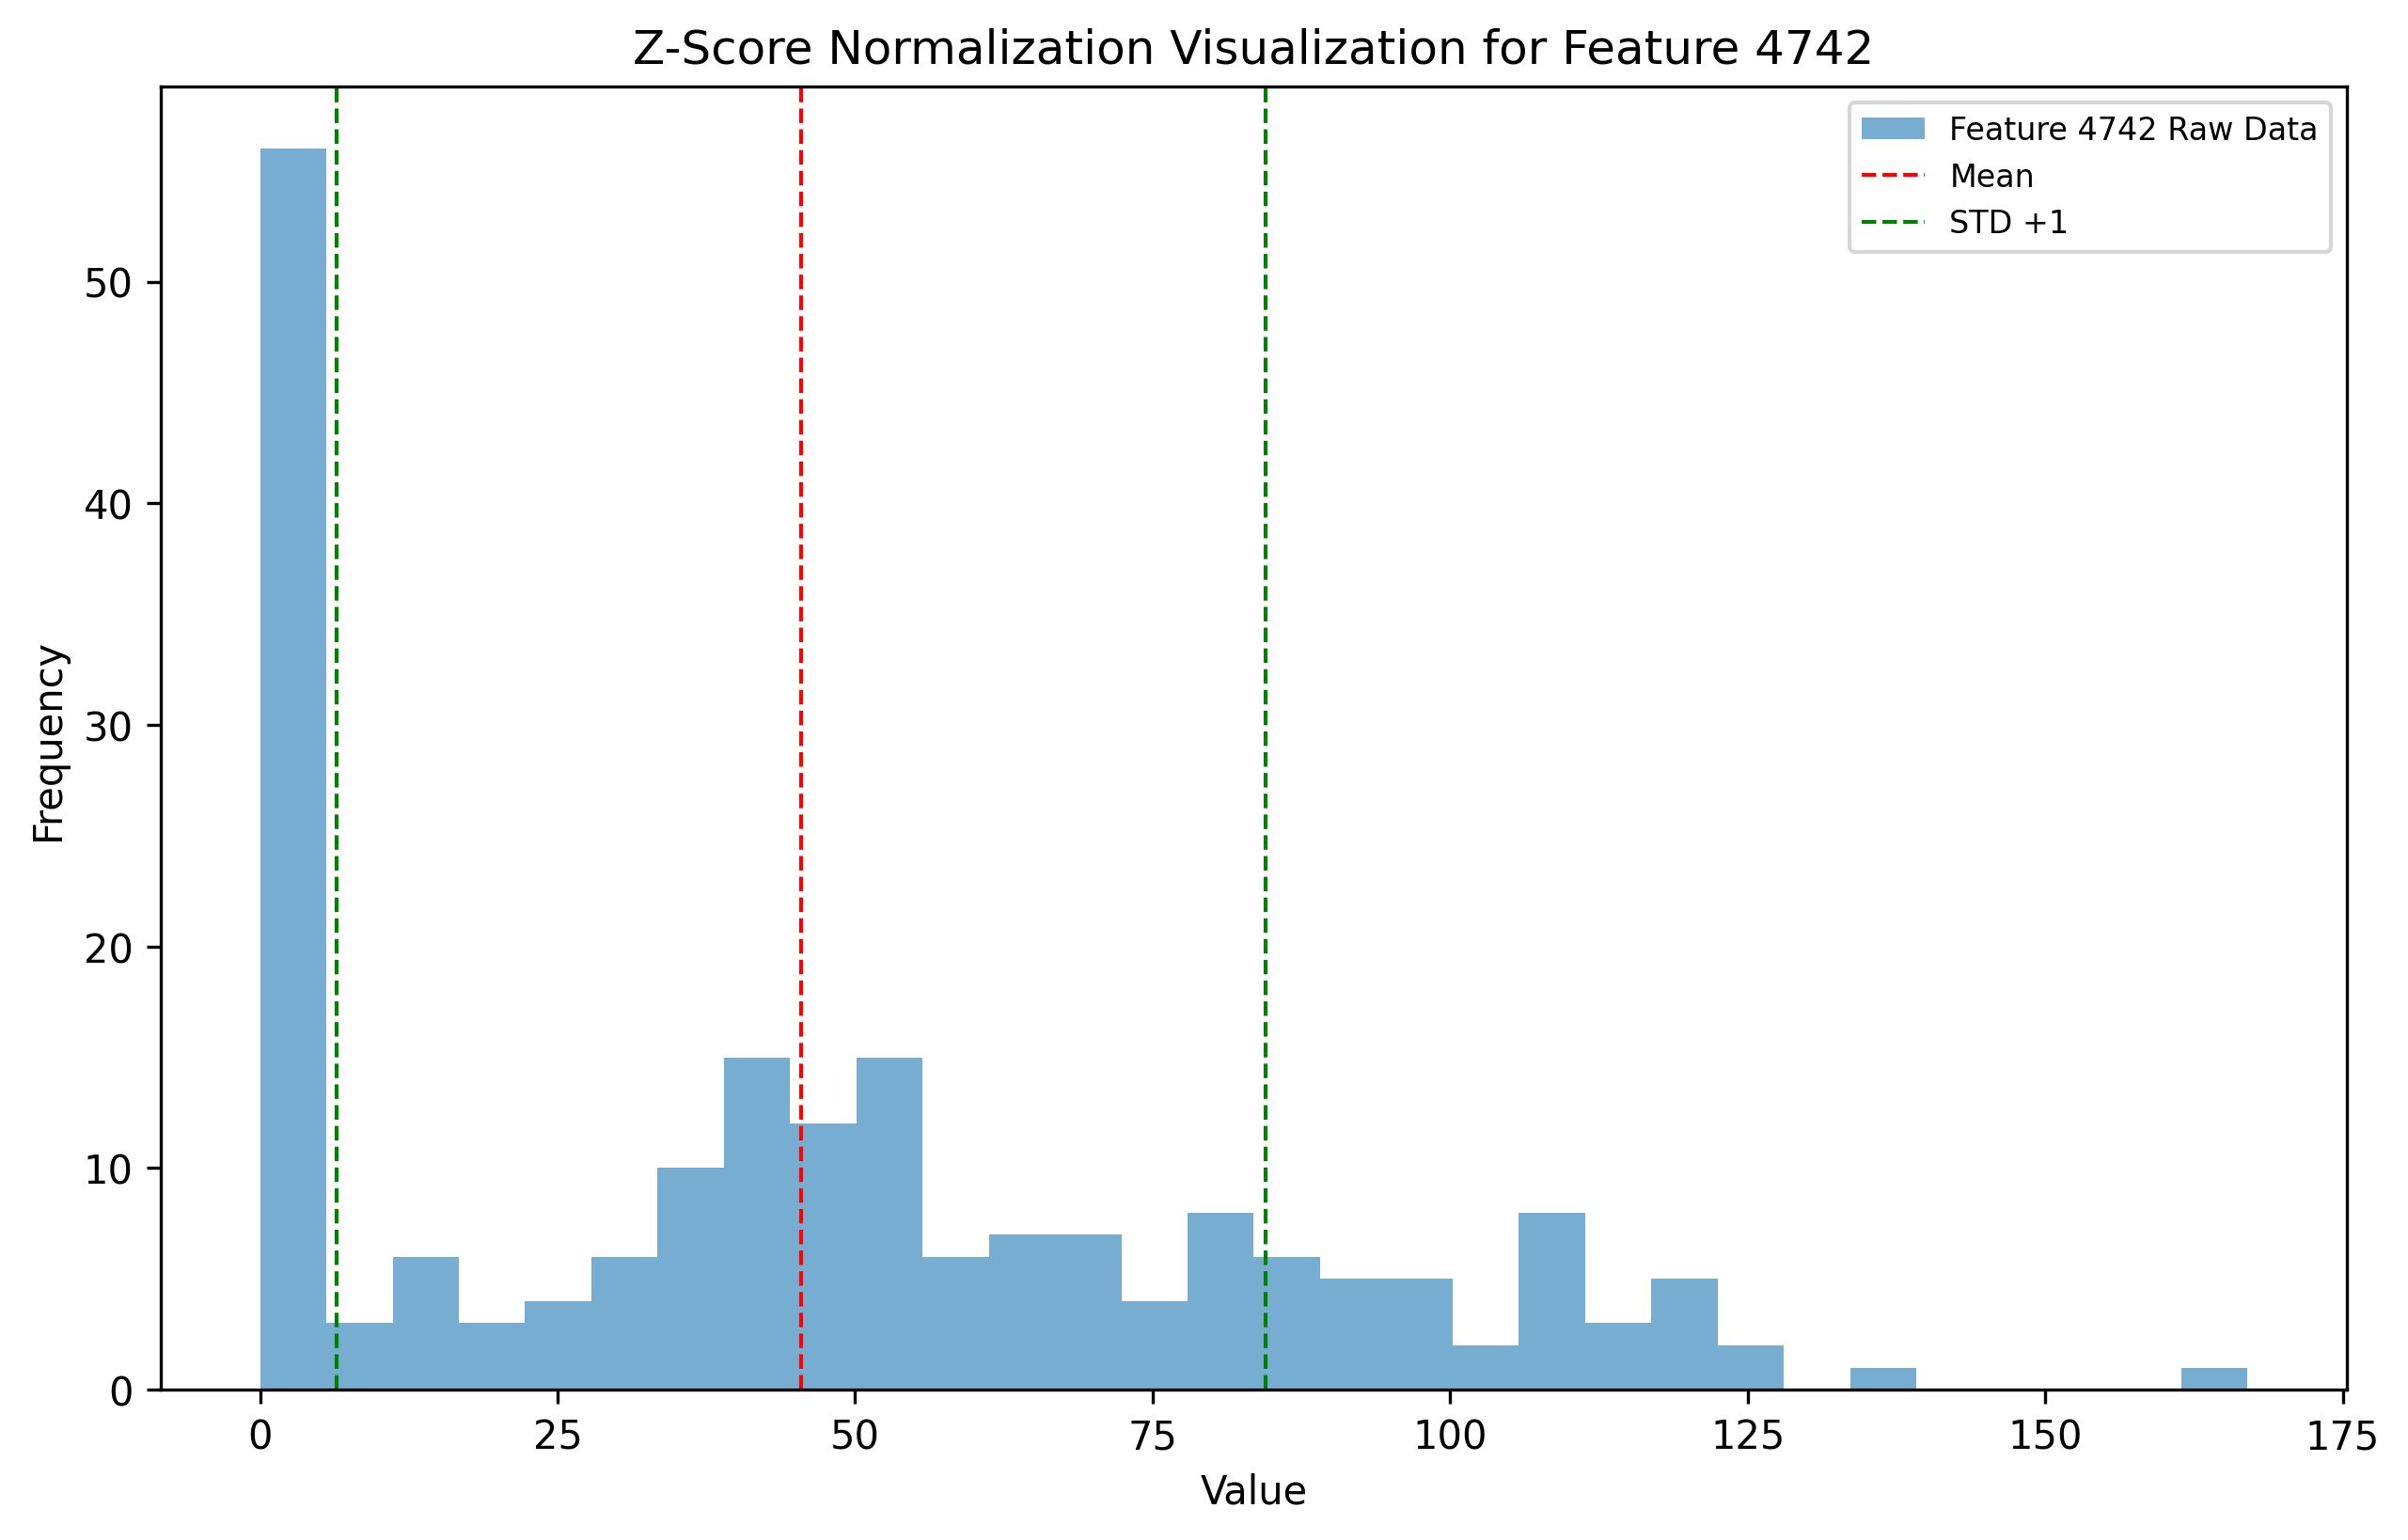 Z-Score Normalization Visualization for Feature 4742
Feature 4742 Raw Data
Mean
STD +1
50
40
30
20
10
0
Frequency
0 25 50 75 100 125 150 175
Value